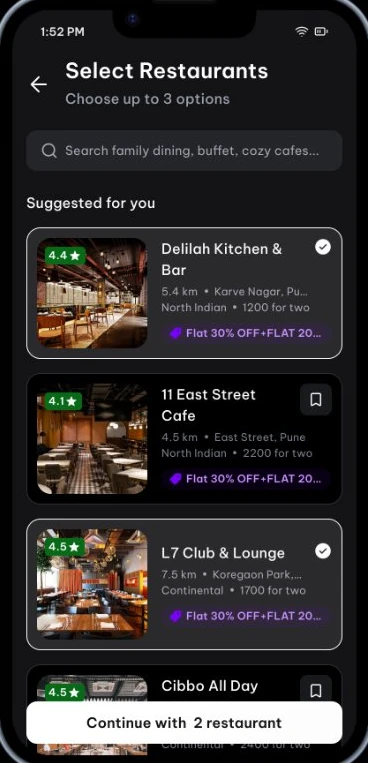 1:52 PM
Select Restaurants
Choose up to 3 options
Search family dining, buffet, cozy cafes...
Suggested for you
4.4★
Delilah Kitchen &
Bar
5.4 km • Karve Nagar, Pu...
North Indian • 1200 for two
Flat 30% OFF+FLAT 20...
4.1★
11 East Street
Cafe
4.5 km • East Street, Pune
North Indian • 2200 for two
Flat 30% OFF+FLAT 20...
4.5★
L7 Club & Lounge
7.5 km • Koregaon Park,...
Continental • 1700 for two
Flat 30% OFF+FLAT 20...
4.5★
Cibbo All Day
Continue with 2 restaurant
Continental • 2400 for two